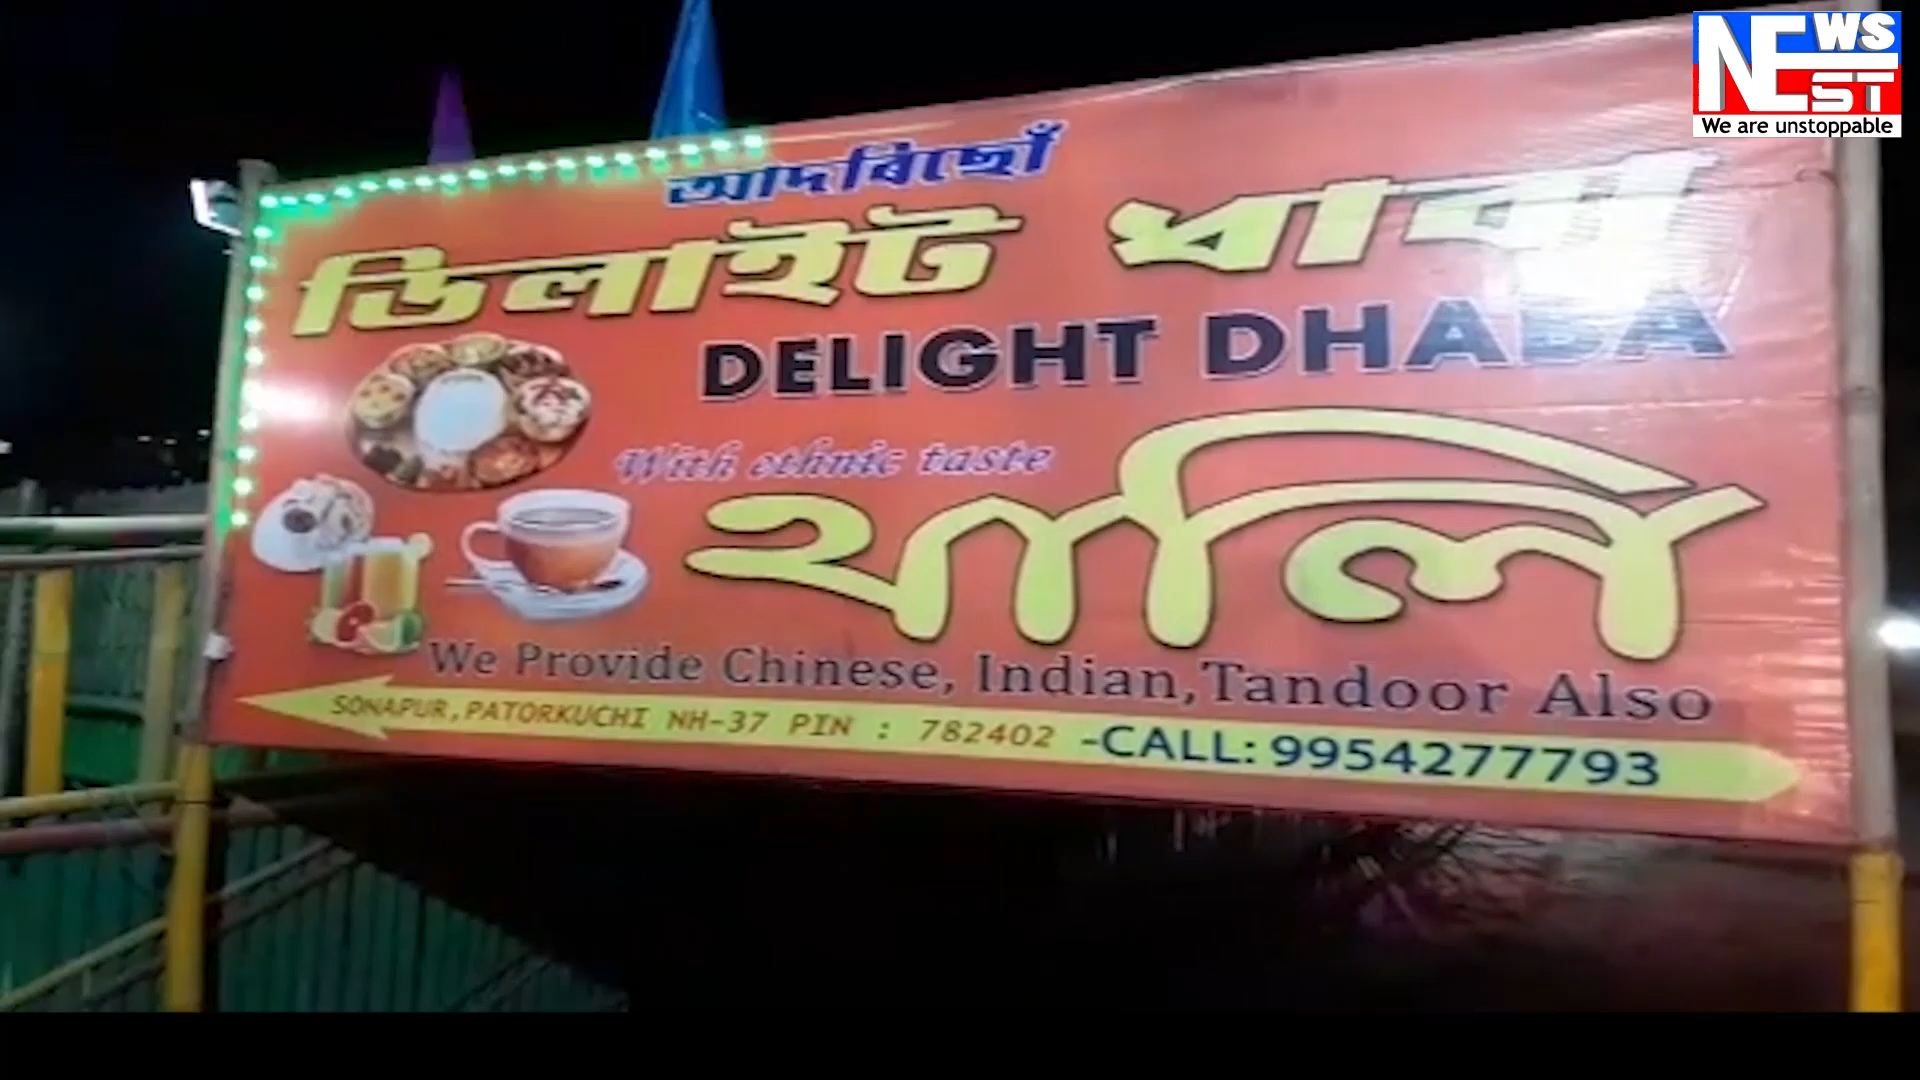 NEWS
NEST
We are unstoppable
আদৰিছোঁ
ডিলাইট ধাবা
DELIGHT DHABA
With ethnic taste
থালি
We Provide Chinese, Indian,Tandoor Also
SONAPUR,PATORKUCHI NH-37 PIN : 782402 -CALL: 9954277793